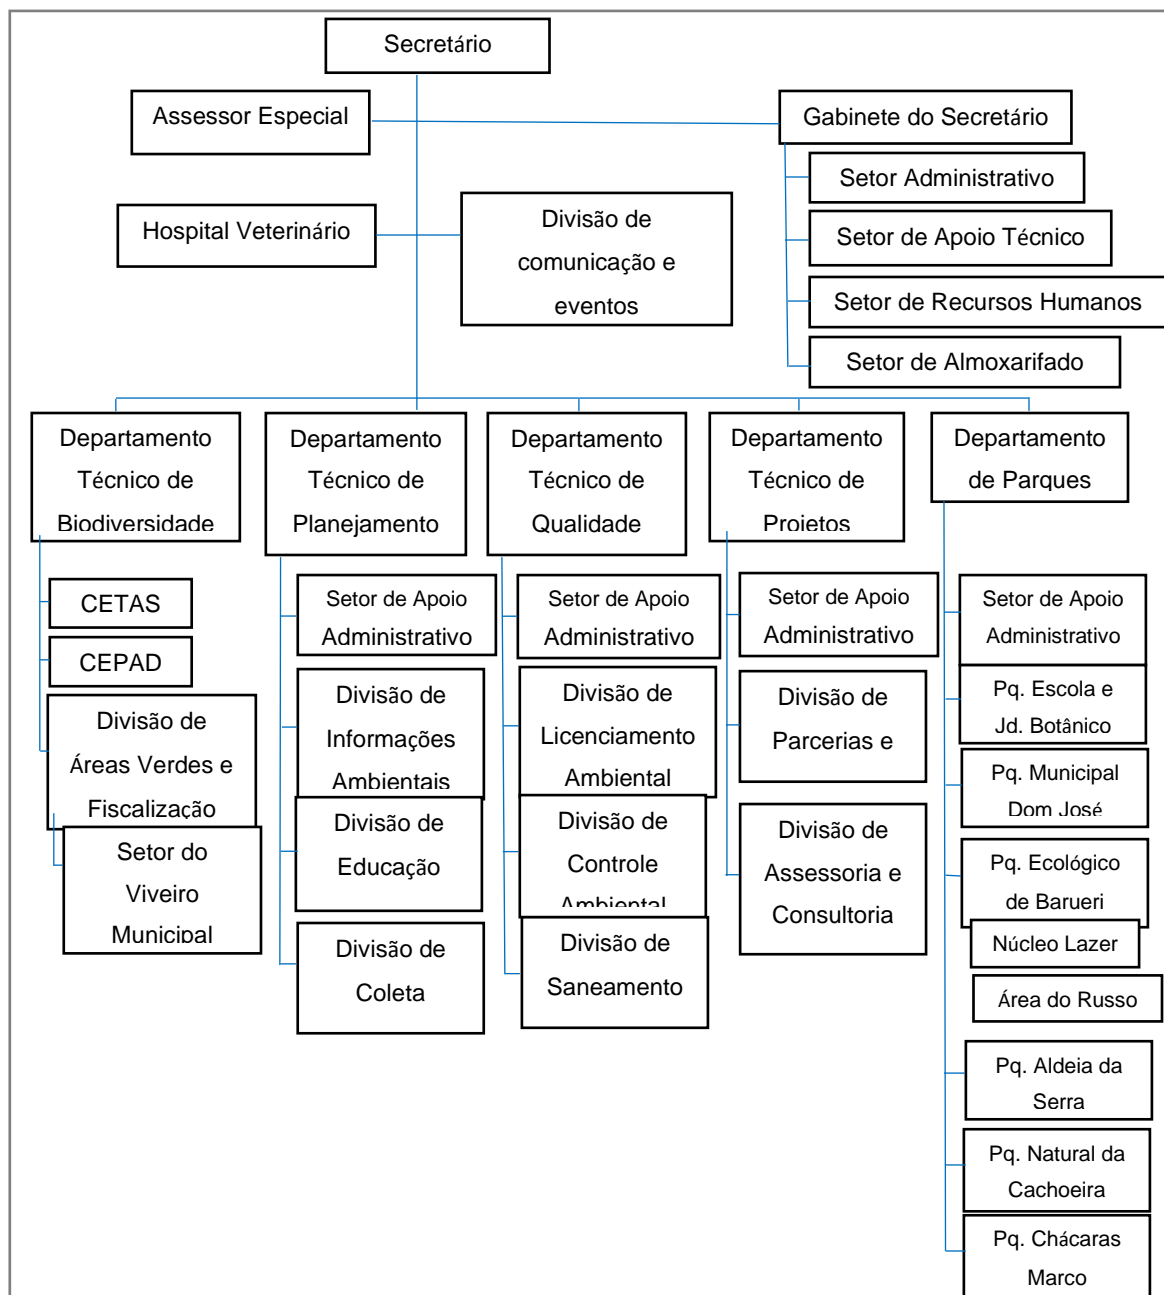 Secretário
Assessor Especial
Gabinete do Secretário
Setor Administrativo
Setor de Apoio Técnico
Setor de Recursos Humanos
Setor de Almoxarifado
Hospital Veterinário
Divisão de
comunicação e
eventos
Departamento
Técnico de
Biodiversidade
CETAS
CEPAD
Divisão de
Áreas Verdes e
Fiscalização
Setor do
Viveiro
Municipal
Departamento
Técnico de
Planejamento
Setor de Apoio
Administrativo
Divisão de
Informações
Ambientais
Divisão de
Educação
Divisão de
Coleta
Departamento
Técnico de
Qualidade
Setor de Apoio
Administrativo
Divisão de
Licenciamento
Ambiental
Divisão de
Controle
Ambiental
Divisão de
Saneamento
Departamento
Técnico de
Projetos
Setor de Apoio
Administrativo
Divisão de
Parcerias e
Divisão de
Assessoria e
Consultoria
Departamento
de Parques
Setor de Apoio
Administrativo
Pq. Escola e
Jd. Botânico
Pq. Municipal
Dom José
Pq. Ecológico
de Barueri
Núcleo Lazer
Área do Russo
Pq. Aldeia da
Serra
Pq. Natural da
Cachoeira
Pq. Chácaras
Marco